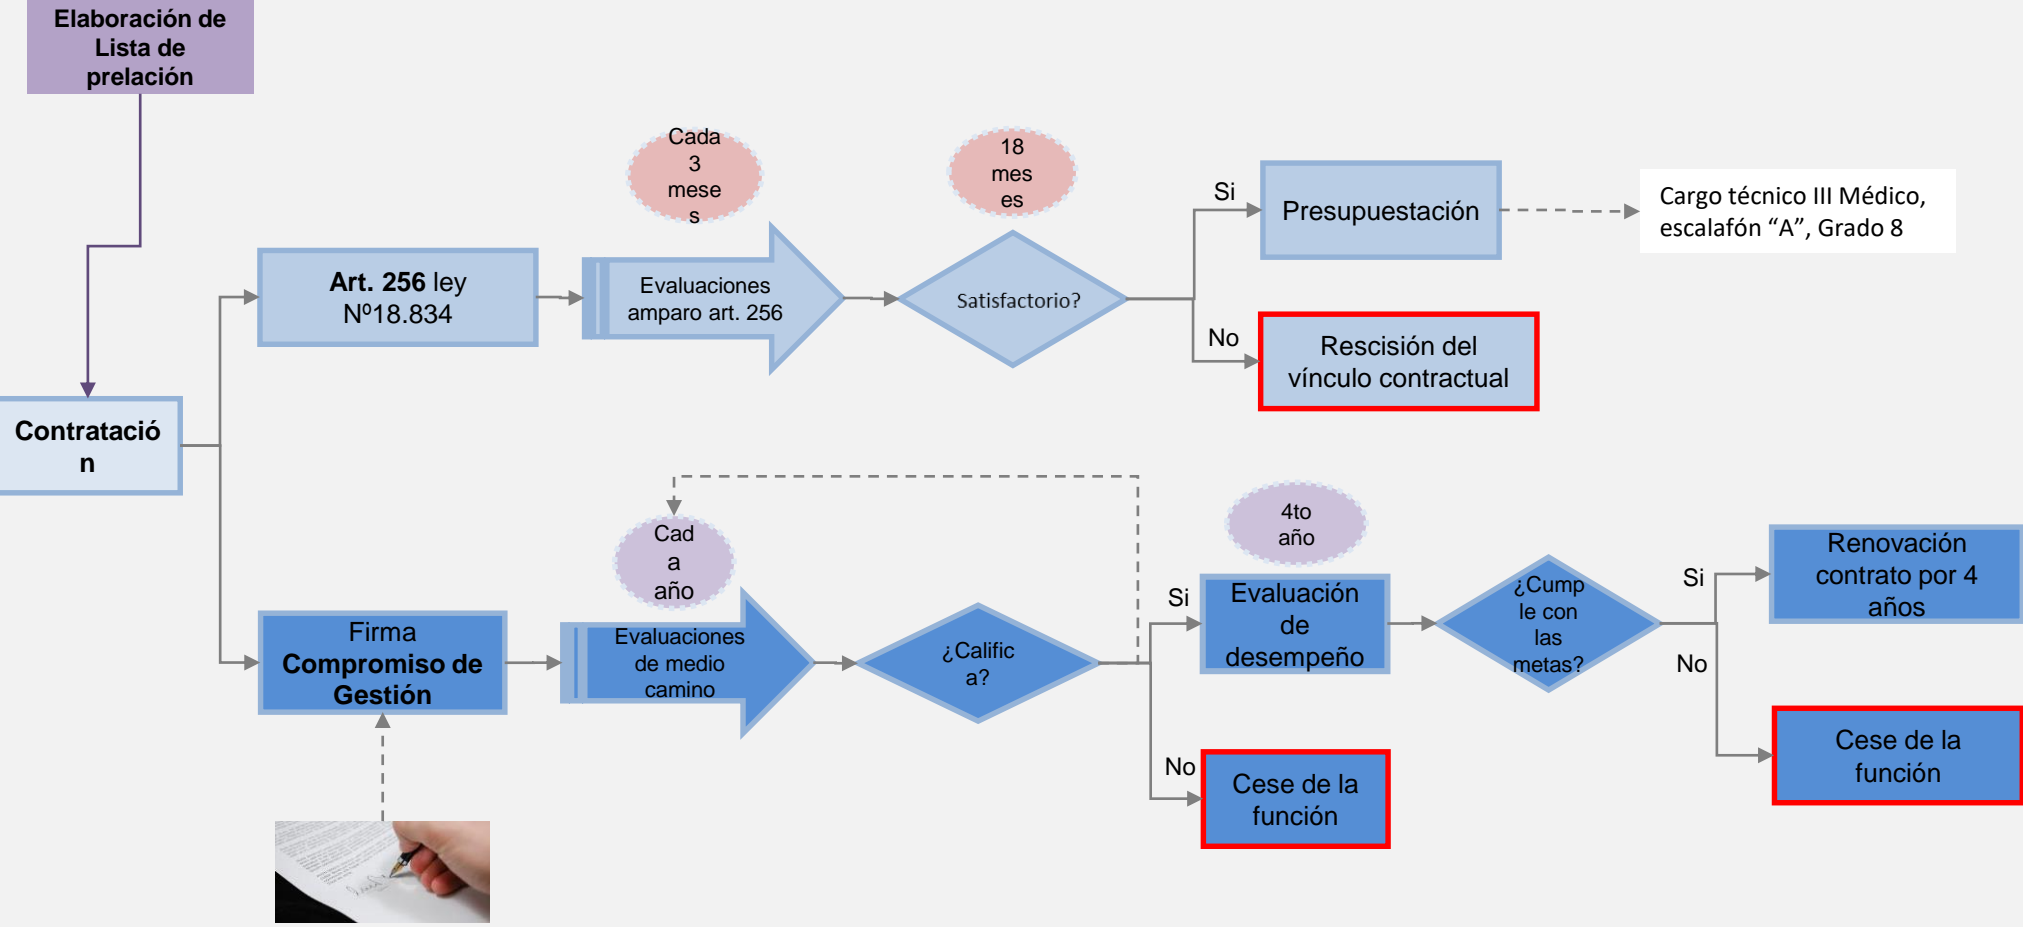 Elaboración de
Lista de
prelación
Cada
3
mese
s
18
mes
es
Si
Presupuestación
Cargo técnico III Médico,
escalafón “A”, Grado 8
Art. 256 ley
Nº18.834
Evaluaciones
amparo art. 256
Satisfactorio?
No
Rescisión del
vínculo contractual
Contratació
n
Cad
a
año
4to
año
Firma
Compromiso de
Gestión
Evaluaciones
de medio
camino
¿Calific
a?
Si
Evaluación
de
desempeño
¿Cump
le con
las
metas?
Si
Renovación
contrato por 4
años
No
Cese de la
función
No
Cese de la
función